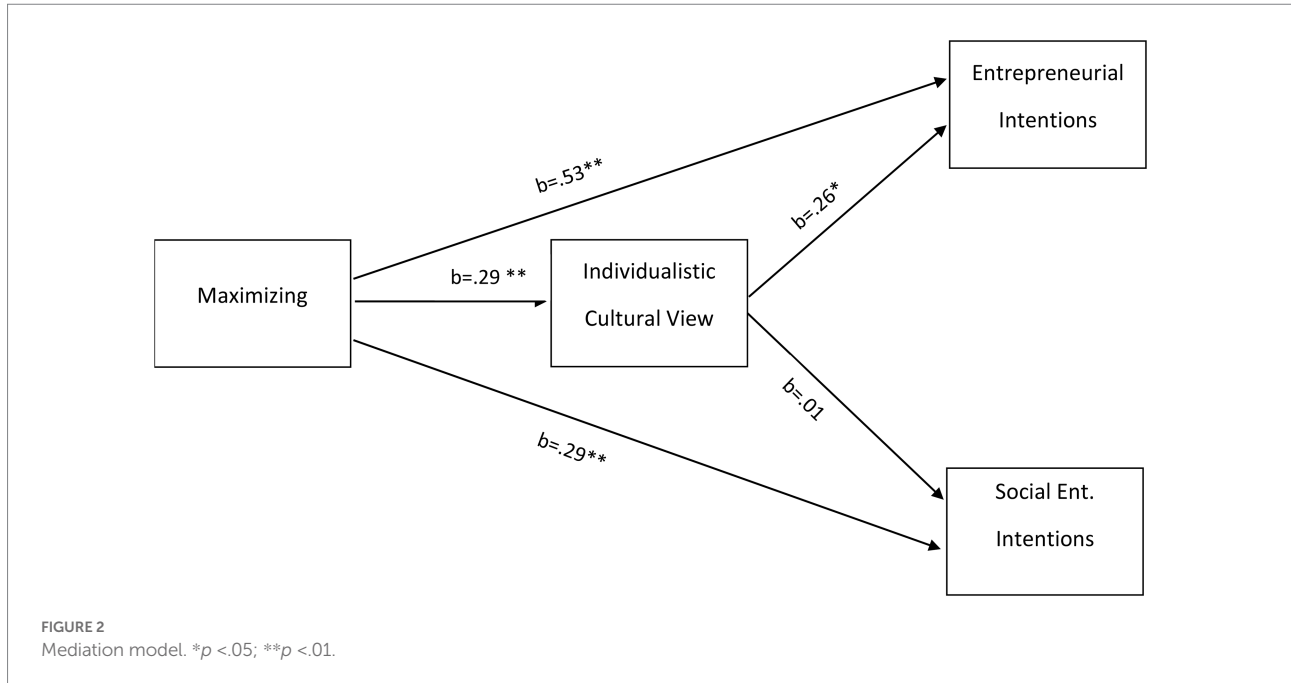 Entrepreneurial
Intentions
b=.53**
b=.26*
Maximizing
b=.29 **
Individualistic
Cultural View
b=.01
b=.29**
Social Ent.
Intentions
FIGURE 2
Mediation model. *p <.05; **p <.01.